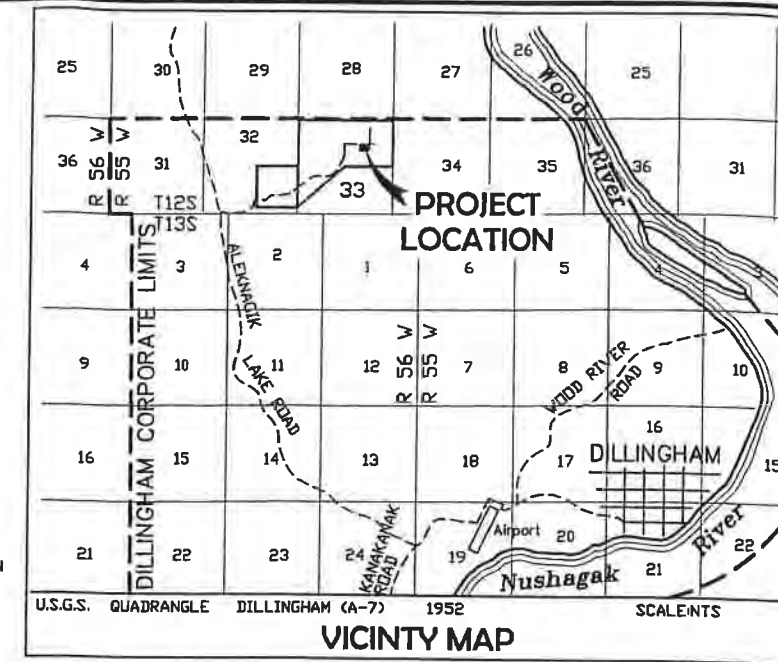 25 30 29 28 27 26 25
Wood
River
36 R 56 W R 55 W 31 32 33 34 35 36 31
T12S
T13S
PROJECT
LOCATION
4 3 2 1 6 5 4 3
ALEKNAGIK
LAKE ROAD
DILLINGHAM CORPORATE LIMITS
9 10 11 12 R 56 W R 55 W 7 8 9 10
WOOD RIVER
ROAD
16 15 14 13 18 17 16 15
DILLINGHAM
21 22 23 24 19 20 21 22
KANAKANAK
ROAD
Airport
Nushagak
River
U.S.G.S. QUADRANGLE DILLINGHAM (A-7) 1952 SCALE:NTS
VICINTY MAP